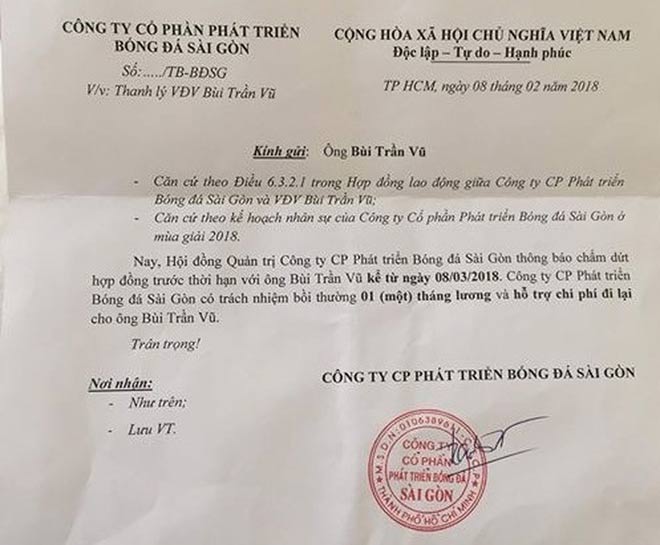 CÔNG TY CỔ PHẦN PHÁT TRIỂN
BÓNG ĐÁ SÀI GÒN
Số:...../TB-BĐSG
V/v: Thanh lý VĐV Bùi Trần Vũ
CỘNG HÒA XÃ HỘI CHỦ NGHĨA VIỆT NAM
Độc lập – Tự do – Hạnh phúc
TP HCM, ngày 08 tháng 02 năm 2018
Kính gửi: Ông Bùi Trần Vũ
- Căn cứ theo Điều 6.3.2.1 trong Hợp đồng lao động giữa Công ty CP Phát triển
Bóng đá Sài Gòn và VĐV Bùi Trần Vũ;
- Căn cứ theo kế hoạch nhân sự của Công ty Cổ phần Phát triển Bóng đá Sài Gòn ở
mùa giải 2018.
Nay, Hội đồng Quản trị Công ty CP Phát triển Bóng đá Sài Gòn thông báo chấm dứt
hợp đồng trước thời hạn với ông Bùi Trần Vũ kể từ ngày 08/03/2018. Công ty CP Phát triển
Bóng đá Sài Gòn có trách nhiệm bồi thường 01 (một) tháng lương và hỗ trợ chi phí đi lại
cho ông Bùi Trần Vũ.
Trân trọng!
Nơi nhận:
- Như trên;
- Lưu VT.
CÔNG TY CP PHÁT TRIỂN BÓNG ĐÁ SÀI GÒN
M.S.D.N:0106389611
CÔNG TY
CỔ PHẦN
PHÁT TRIỂN BÓNG ĐÁ
SÀI GÒN
THÀNH PHỐ HỒ CHÍ MINH